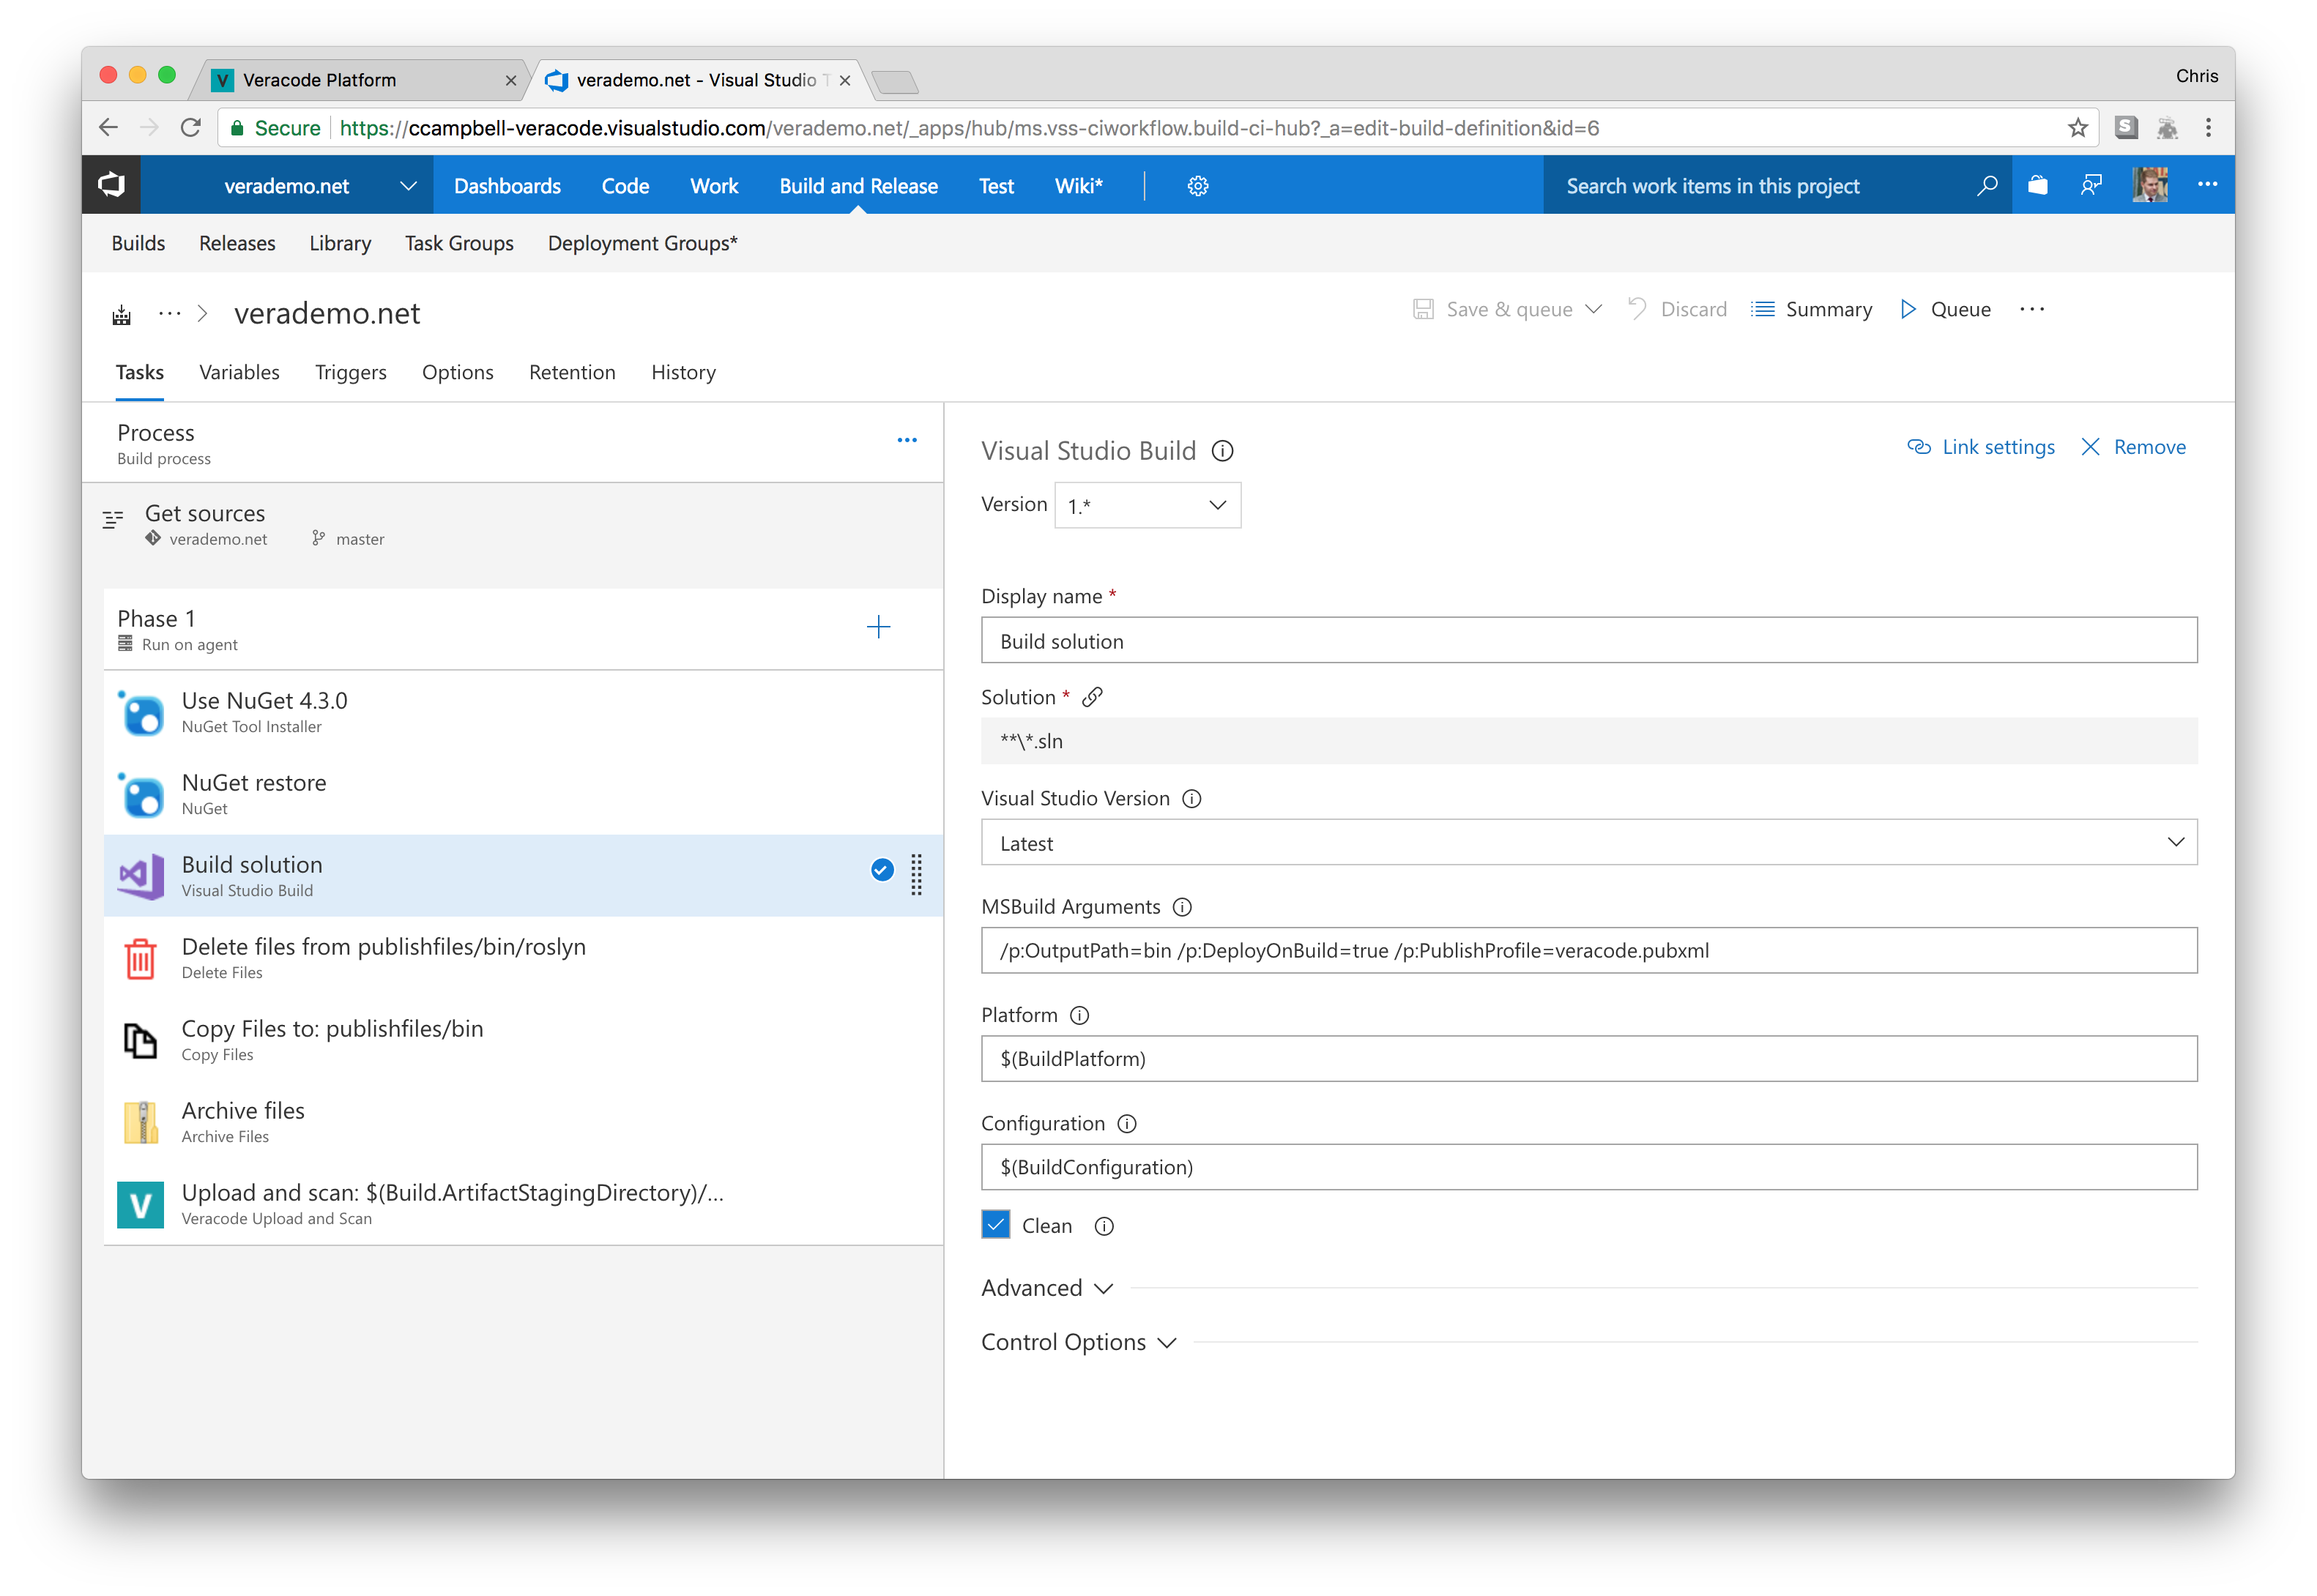 Veracode Platform
verademo.net - Visual Studio T
Chris
Secure
https://ccampbell-veracode.visualstudio.com/verademo.net/_apps/hub/ms.vss-ciworkflow.build-ci-hub?_a=edit-build-definition&id=6
verademo.net
Dashboards
Code
Work
Build and Release
Test
Wiki*
Search work items in this project
Builds
Releases
Library
Task Groups
Deployment Groups*
verademo.net
Save & queue
Discard
Summary
Queue
Tasks
Variables
Triggers
Options
Retention
History
Process
Build process
Get sources
verademo.net
master
Phase 1
Run on agent
Use NuGet 4.3.0
NuGet Tool Installer
NuGet restore
NuGet
Build solution
Visual Studio Build
Delete files from publishfiles/bin/roslyn
Delete Files
Copy Files to: publishfiles/bin
Copy Files
Archive files
Archive Files
V
Upload and scan: $(Build.ArtifactStagingDirectory)/...
Veracode Upload and Scan
Visual Studio Build
Link settings
Remove
Version
1.*
Display name *
Build solution
Solution *
**\*.sln
Visual Studio Version
Latest
MSBuild Arguments
/p:OutputPath=bin /p:DeployOnBuild=true /p:PublishProfile=veracode.pubxml
Platform
$(BuildPlatform)
Configuration
$(BuildConfiguration)
Clean
Advanced
Control Options